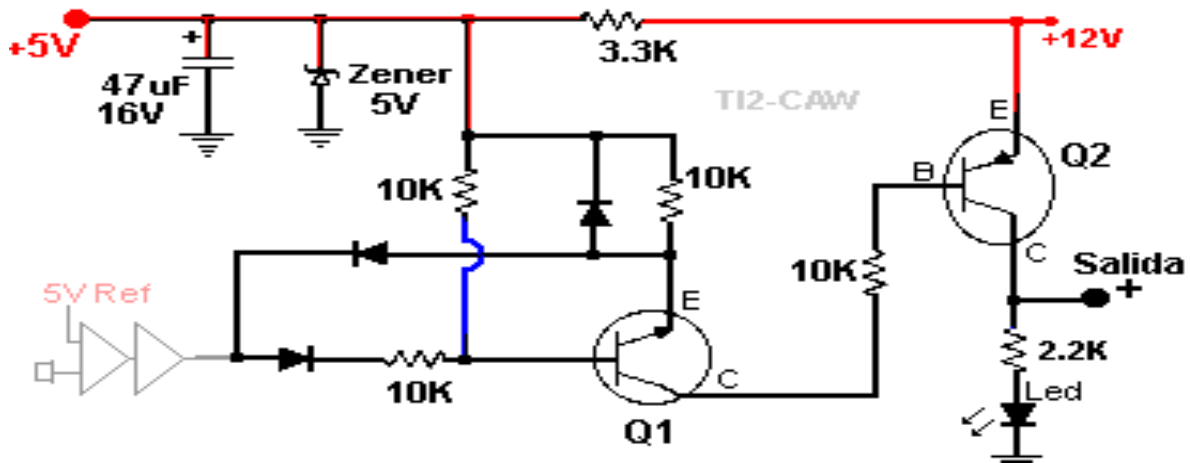 +5V
+
47uF
16V
Zener
5V
3.3K
+12V
TI2-CAW
E
Q2
B
C
10K
10K
10K
Salida
+
5V Ref
E
10K
C
Q1
2.2K
Led